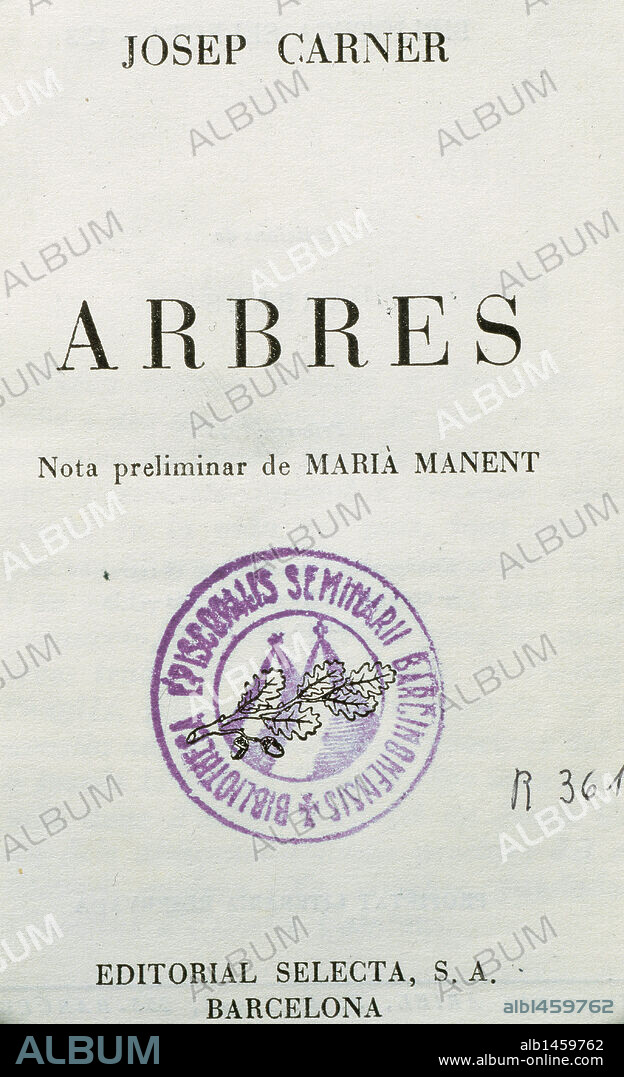 JOSEP CARNER
ARBRES
Nota preliminar de MARIÀ MANENT
BIBLIOTHECA EPISCOPALIS SEMINARII BARCINONENSIS
R 361
EDITORIAL SELECTA, S. A.
BARCELONA
alb1459762
ALBUM
alb1459762
www.album-online.com